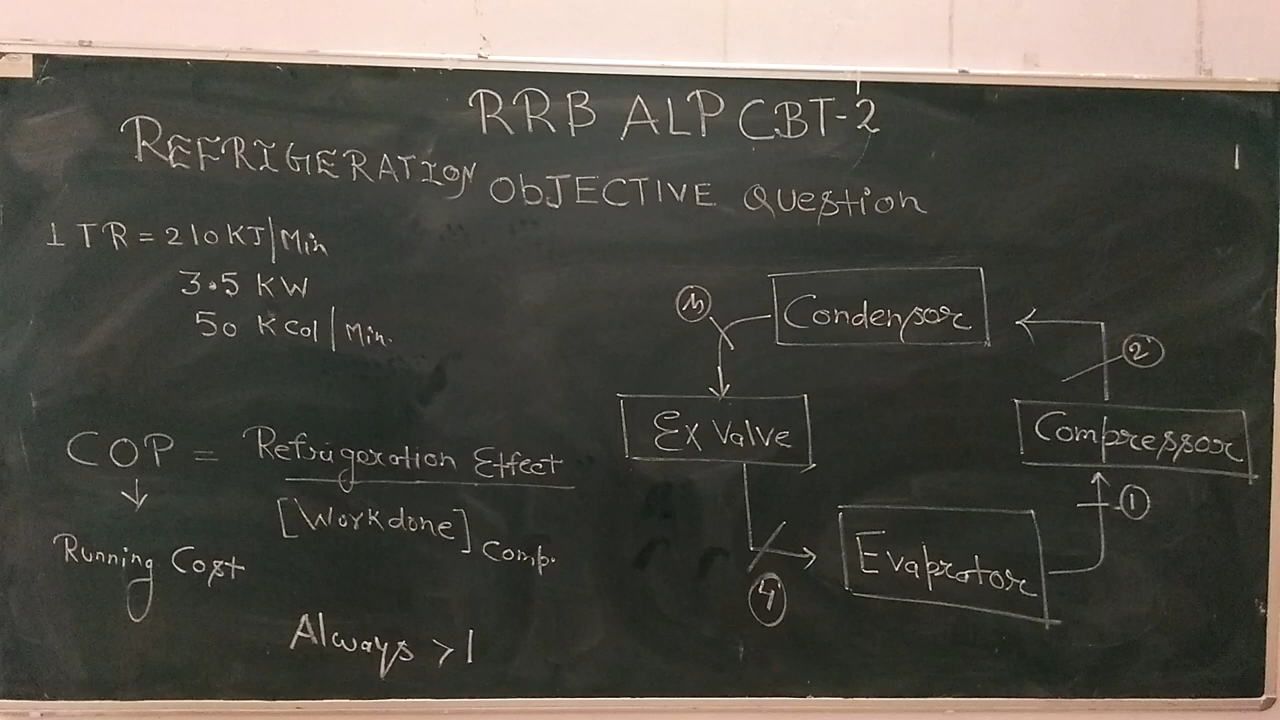 RRB ALP CBT-2
REFRIGERATION
ObJECTIVE Question
1 TR = 210 KJ/Min
3.5 KW
50 KCal/Min.
COP = Refrigeration Effect
[Workdone] Comp.
Running Cost
Always >1
Condensor
3
2
Ex Valve
Compressor
1
Evaprator
4